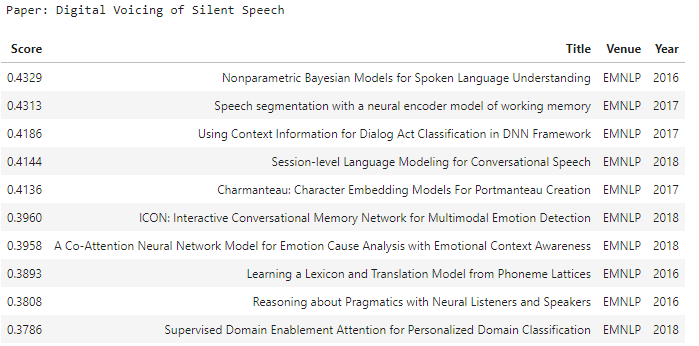 Paper: Digital Voicing of Silent Speech
Score Title Venue Year
0.4329 Nonparametric Bayesian Models for Spoken Language Understanding EMNLP 2016
0.4313 Speech segmentation with a neural encoder model of working memory EMNLP 2017
0.4186 Using Context Information for Dialog Act Classification in DNN Framework EMNLP 2017
0.4144 Session-level Language Modeling for Conversational Speech EMNLP 2018
0.4136 Charmanteau: Character Embedding Models For Portmanteau Creation EMNLP 2017
0.3960 ICON: Interactive Conversational Memory Network for Multimodal Emotion Detection EMNLP 2018
0.3958 A Co-Attention Neural Network Model for Emotion Cause Analysis with Emotional Context Awareness EMNLP 2018
0.3893 Learning a Lexicon and Translation Model from Phoneme Lattices EMNLP 2016
0.3808 Reasoning about Pragmatics with Neural Listeners and Speakers EMNLP 2016
0.3786 Supervised Domain Enablement Attention for Personalized Domain Classification EMNLP 2018